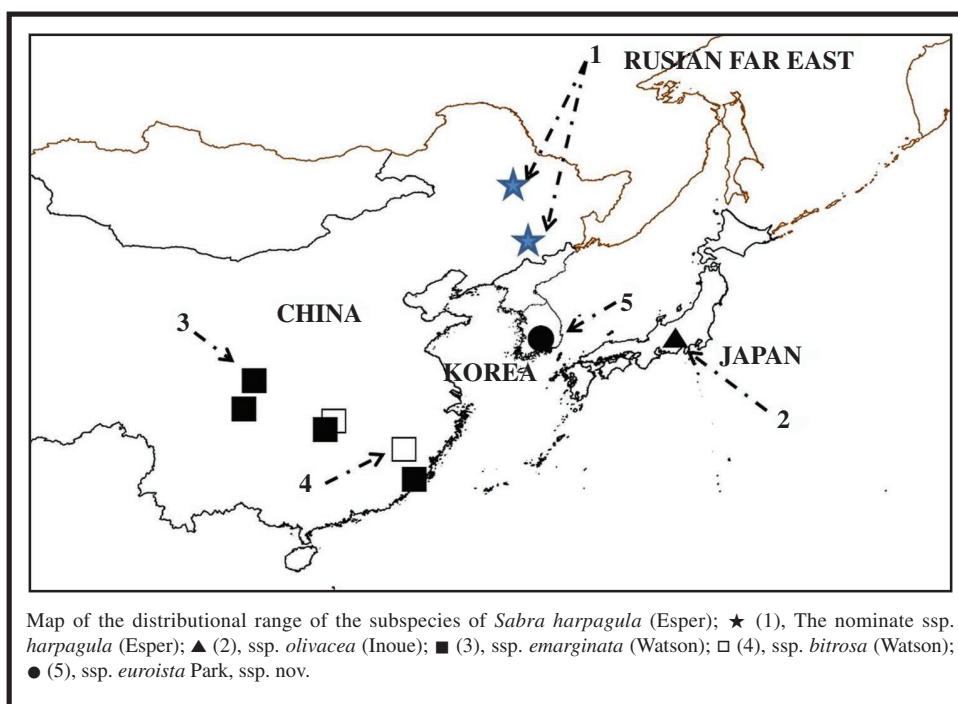 1
RUSIAN FAR EAST
CHINA
3
5
KOREA
JAPAN
2
4
Map of the distributional range of the subspecies of Sabra harpagula (Esper); ★ (1), The nominate ssp.
harpagula (Esper); ▲ (2), ssp. olivacea (Inoue); ■ (3), ssp. emarginata (Watson); □ (4), ssp. bitrosa (Watson);
● (5), ssp. euroista Park, ssp. nov.